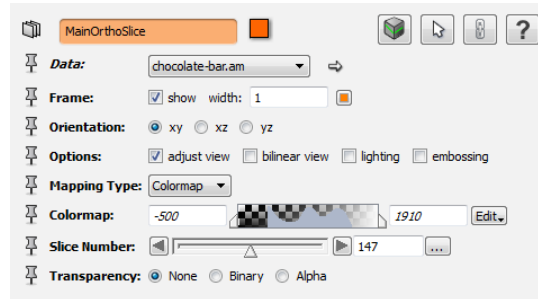 MainOrthoSlice ?
Data: chocolate-bar.am
Frame: show width: 1
Orientation: xy xz yz
Options: adjust view bilinear view lighting embossing
Mapping Type: Colormap
Colormap: -500 1910 Edit
Slice Number: 147 ...
Transparency: None Binary Alpha